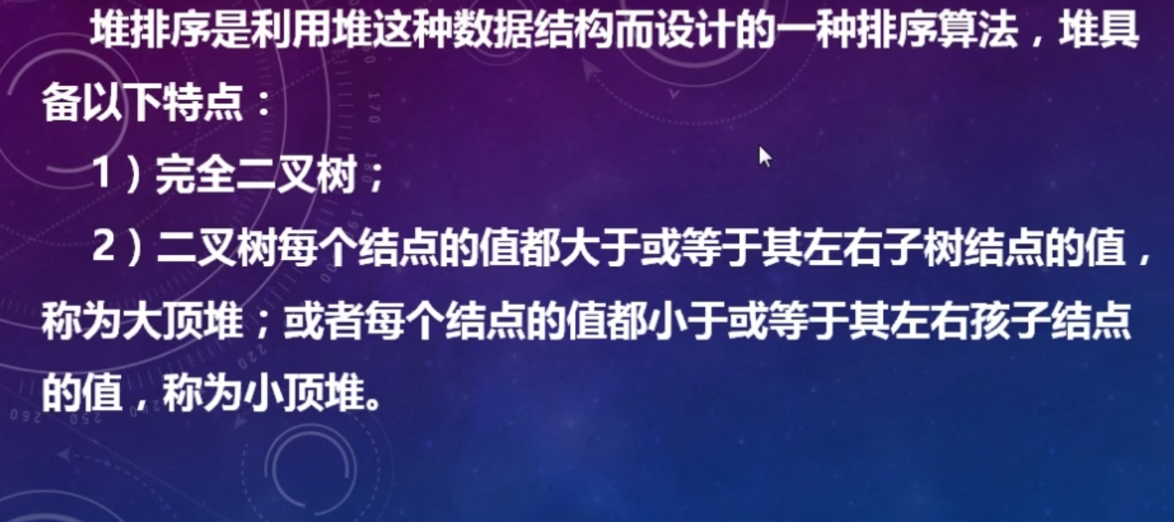 堆排序是利用堆这种数据结构而设计的一种排序算法，堆具
备以下特点：
1）完全二叉树；
2）二叉树每个结点的值都大于或等于其左右子树结点的值，
称为大顶堆；或者每个结点的值都小于或等于其左右孩子结点
的值，称为小顶堆。